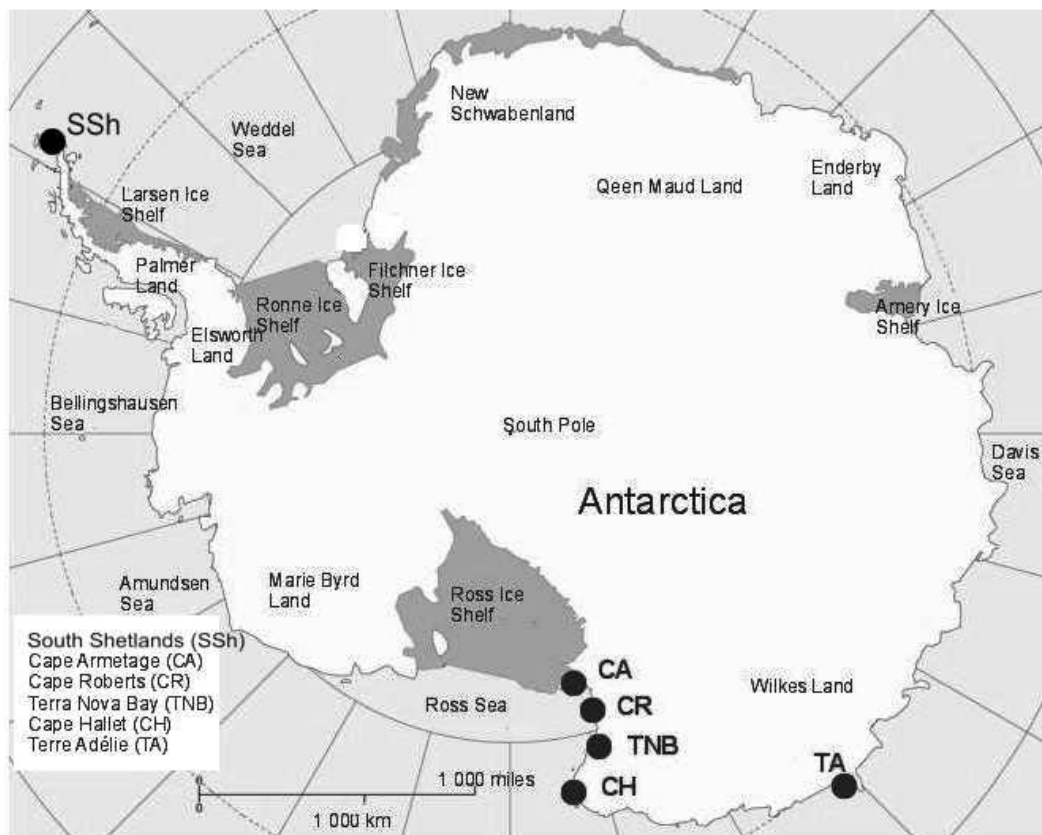 SSh
New
Schwabenland
Weddel
Sea
Enderby
Land
Qeen Maud Land
Larsen Ice
Shelf
Palmer
Land
Filchner Ice
Shelf
Ronne Ice
Shelf
Amery Ice
Shelf
Elsworth
Land
Bellingshausen
Sea
South Pole
Davis
Sea
Antarctica
Amundsen
Sea
Marie Byrd
Land
Ross Ice
Shelf
South Shetlands (SSh)
Cape Armetage (CA)
Cape Roberts (CR)
Terra Nova Bay (TNB)
Cape Hallet (CH)
Terre Adélie (TA)
CA
Wilkes Land
Ross Sea
CR
TNB
TA
CH
0
1 000 miles
0
1 000 km